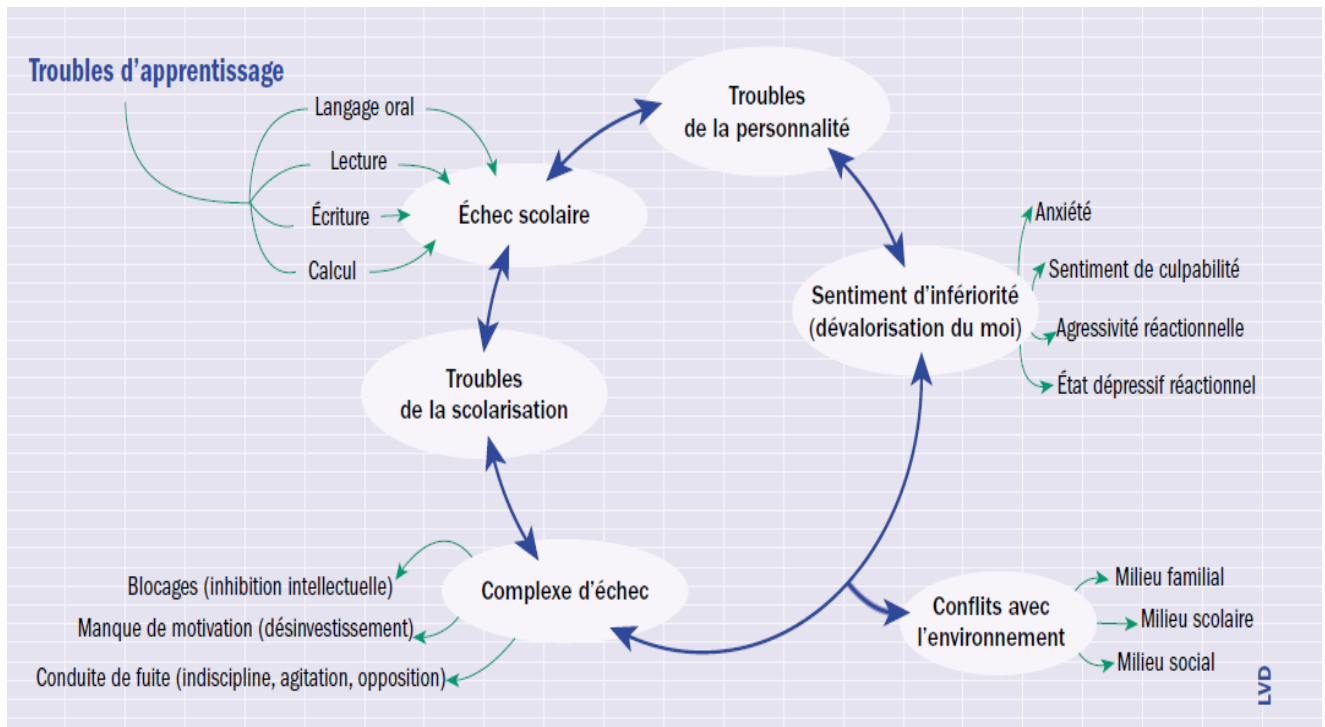 Troubles d'apprentissage
Langage oral
Lecture
Écriture
Calcul
Échec scolaire
Troubles
de la personnalité
Sentiment d'infériorité
(dévalorisation du moi)
Anxiété
Sentiment de culpabilité
Agressivité réactionnelle
État dépressif réactionnel
Troubles
de la scolarisation
Complexe d'échec
Blocages (inhibition intellectuelle)
Manque de motivation (désinvestissement)
Conduite de fuite (indiscipline, agitation, opposition)
Conflits avec
l'environnement
Milieu familial
Milieu scolaire
Milieu social
LVD